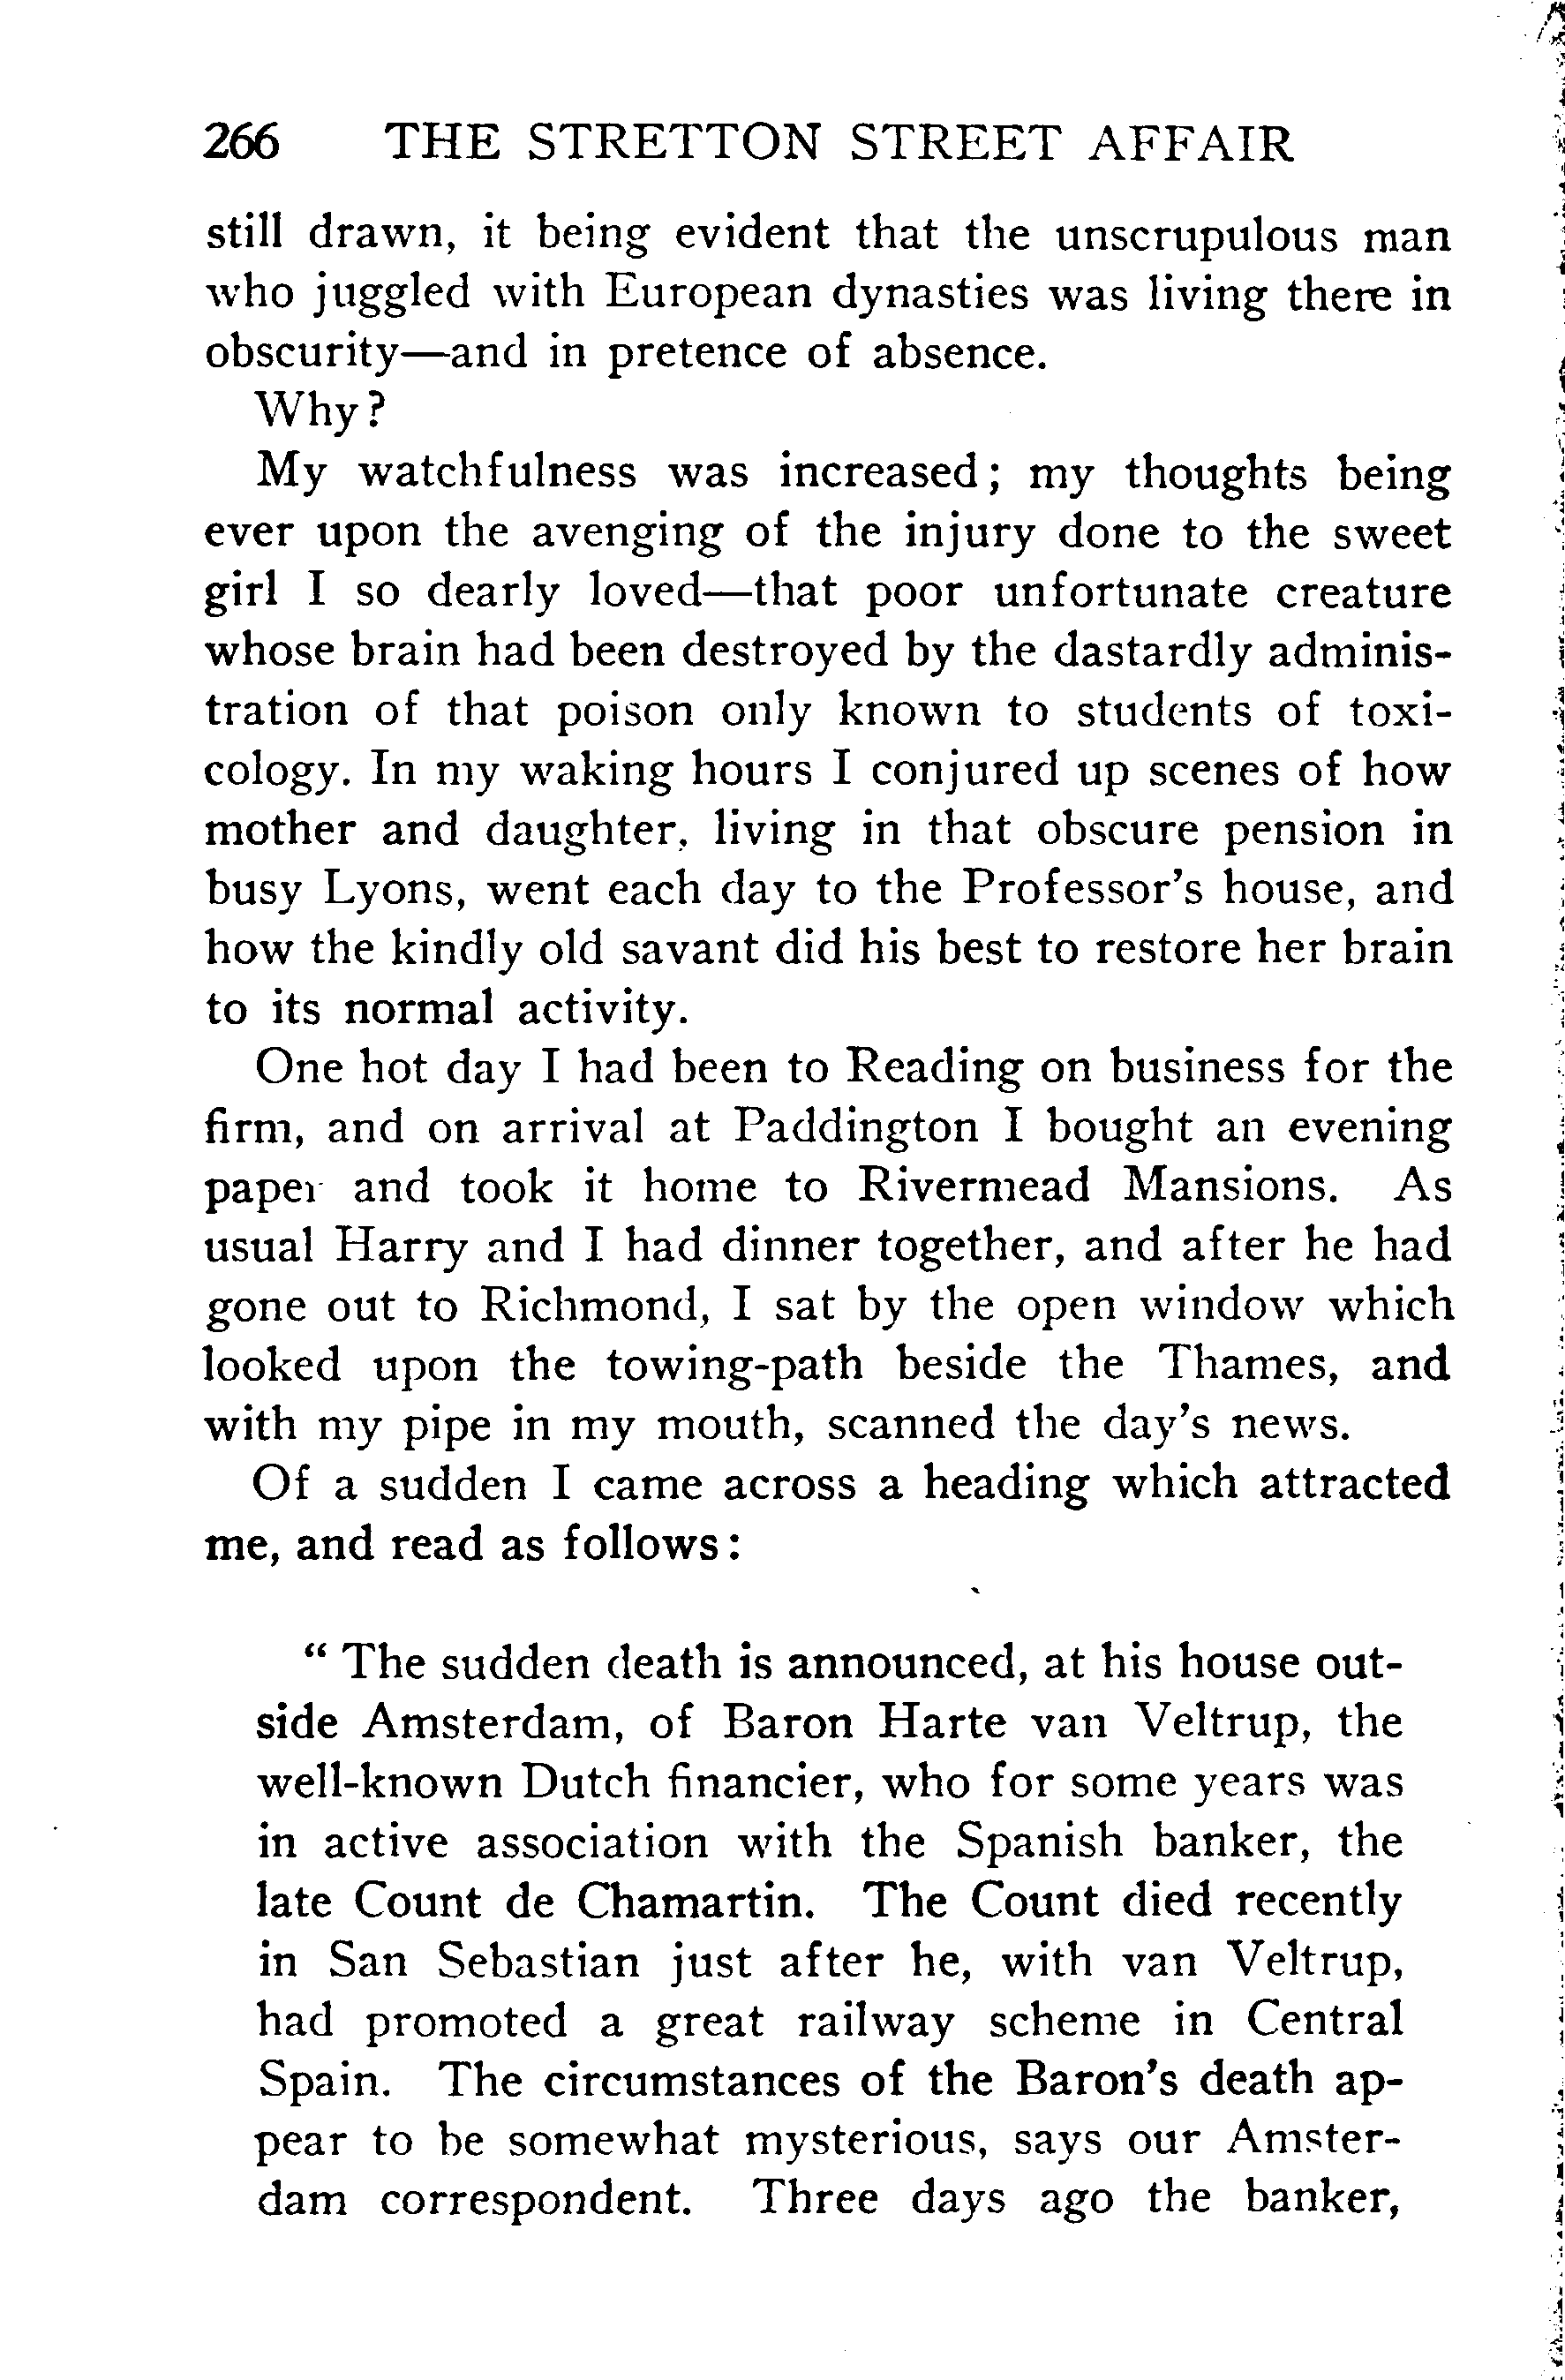 266 THE STRETTON STREET AFFAIR
still drawn, it being evident that the unscrupulous man
who juggled with European dynasties was living there in
obscurity—and in pretence of absence.
Why?
My watchfulness was increased; my thoughts being
ever upon the avenging of the injury done to the sweet
girl I so dearly loved—that poor unfortunate creature
whose brain had been destroyed by the dastardly adminis-
tration of that poison only known to students of toxi-
cology. In my waking hours I conjured up scenes of how
mother and daughter, living in that obscure pension in
busy Lyons, went each day to the Professor's house, and
how the kindly old savant did his best to restore her brain
to its normal activity.
One hot day I had been to Reading on business for the
firm, and on arrival at Paddington I bought an evening
paper and took it home to Rivermead Mansions. As
usual Harry and I had dinner together, and after he had
gone out to Richmond, I sat by the open window which
looked upon the towing-path beside the Thames, and
with my pipe in my mouth, scanned the day's news.
Of a sudden I came across a heading which attracted
me, and read as follows:
“ The sudden death is announced, at his house out-
side Amsterdam, of Baron Harte van Veltrup, the
well-known Dutch financier, who for some years was
in active association with the Spanish banker, the
late Count de Chamartin. The Count died recently
in San Sebastian just after he, with van Veltrup,
had promoted a great railway scheme in Central
Spain. The circumstances of the Baron's death ap-
pear to be somewhat mysterious, says our Amster-
dam correspondent. Three days ago the banker,